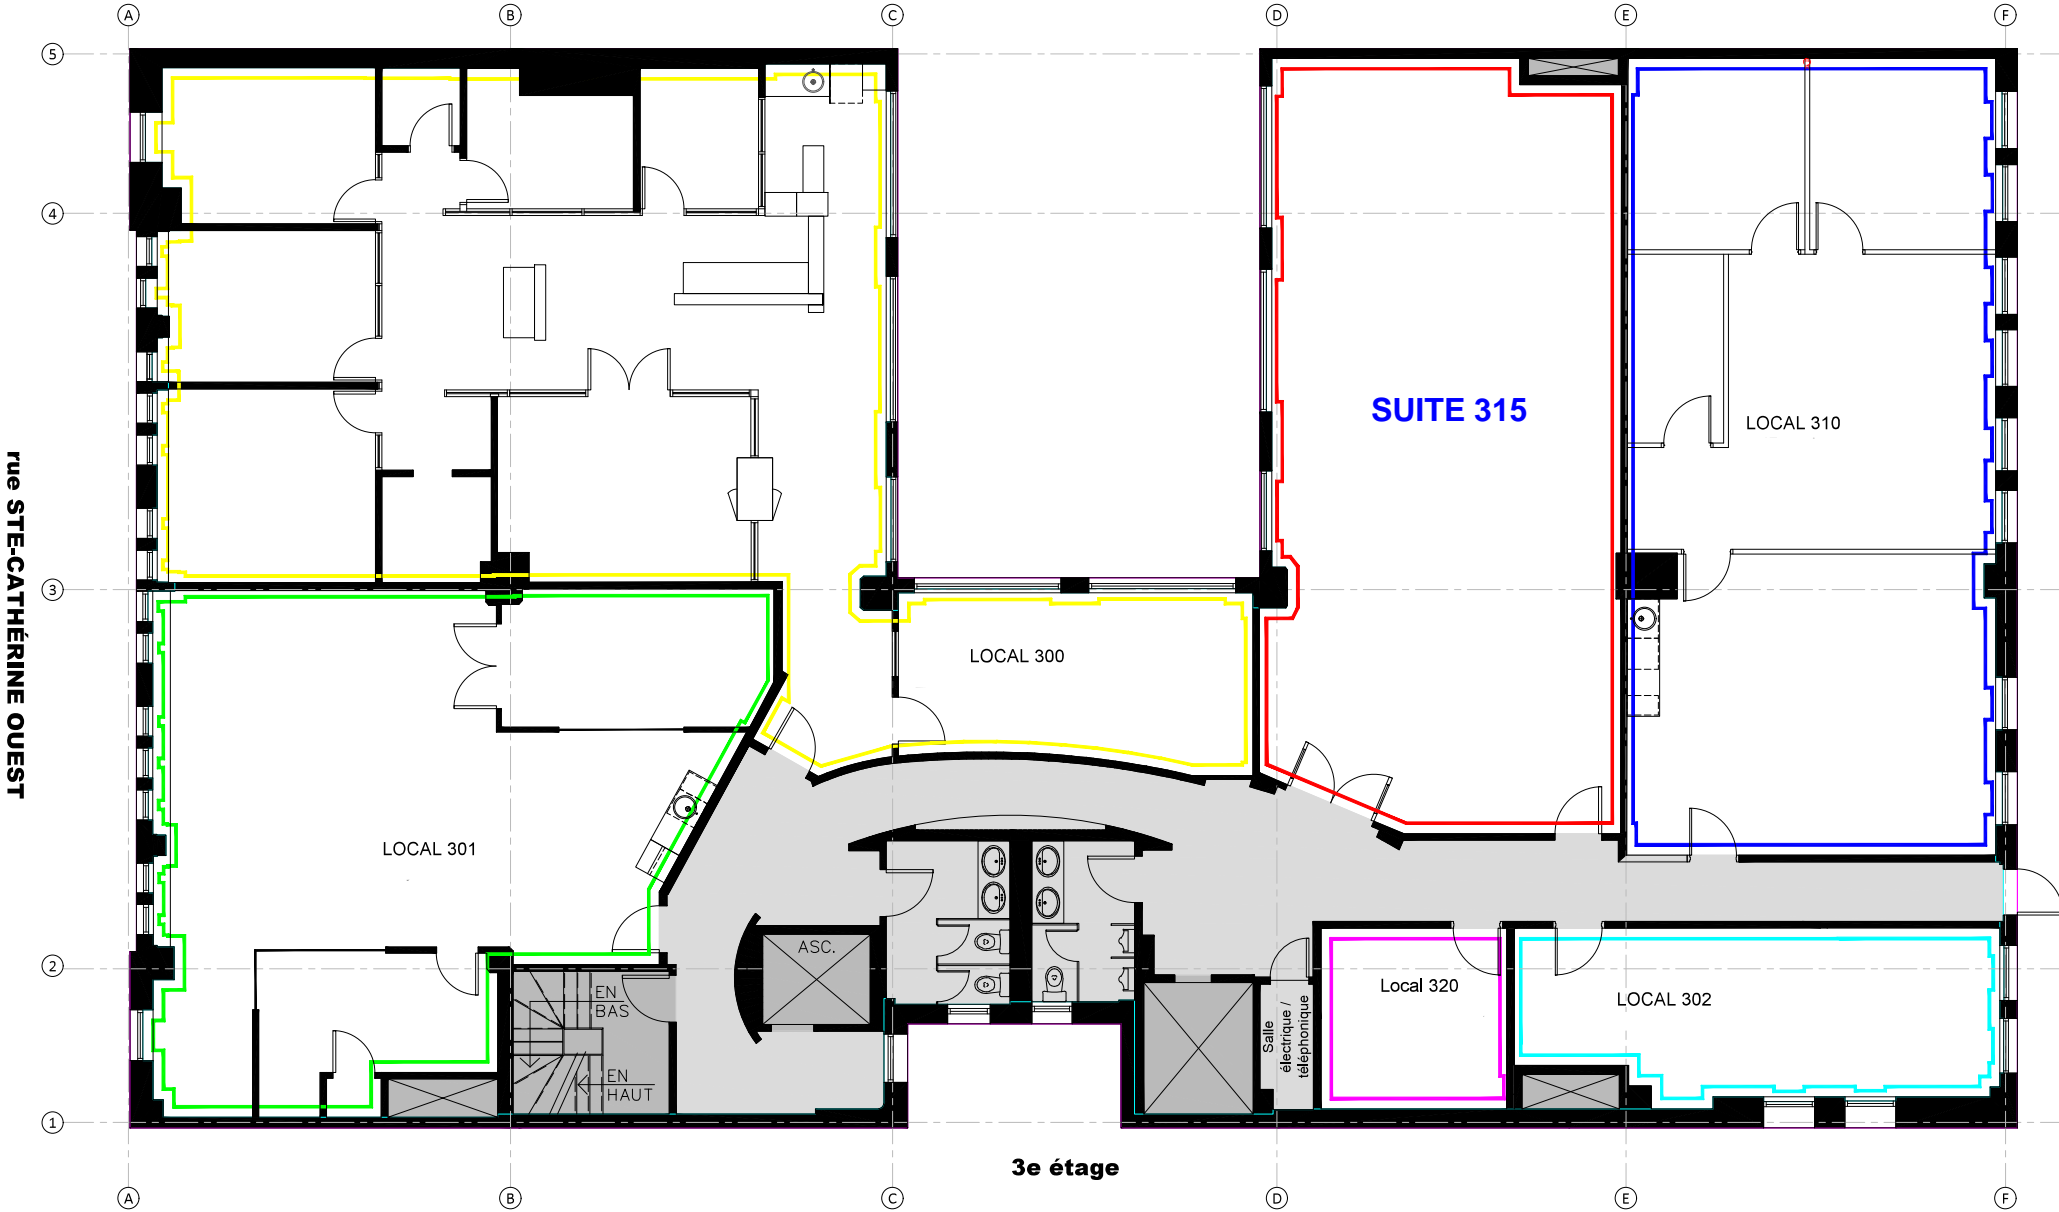 A B C D E F
5
4
SUITE 315
LOCAL 310
rue STE-CATHÉRINE OUEST
3
LOCAL 300
LOCAL 301
ASC.
2
Local 320
LOCAL 302
EN
BAS
Salle
électrique /
téléphonique
EN
HAUT
1
3e étage
A B C D E F